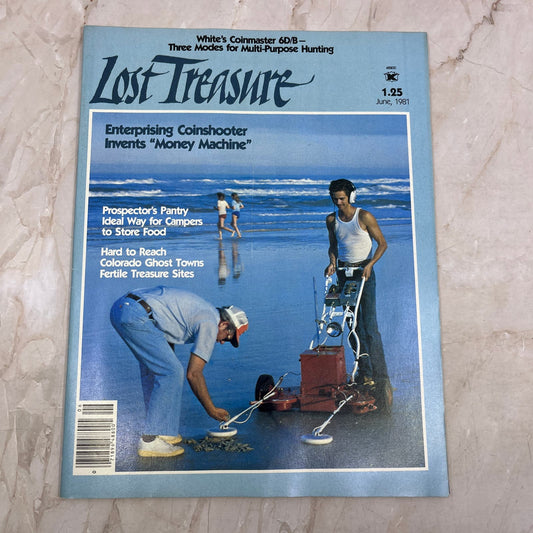 White's Coinmaster 6D/B—
Three Modes for Multi-Purpose Hunting
Lost Treasure
1.25
June, 1981
Enterprising Coinshooter
Invents "Money Machine"
Prospector's Pantry
Ideal Way for Campers
to Store Food
Hard to Reach
Colorado Ghost Towns
Fertile Treasure Sites